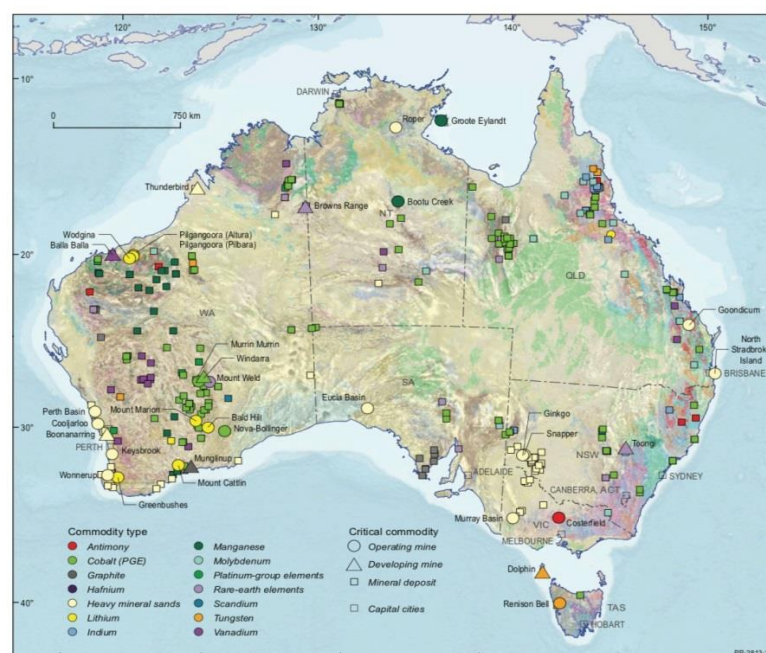 120°
130°
140°
150°
10°
DARWIN
0
750 km
Roper
Groote Eylandt
Thunderbird
Browns Range
NT
Bootu Creek
Wodgina
Balla Balla
Pilgangoora (Altura)
Pilgangoora (Pilbara)
20°
QLD
WA
Goondicum
North
Stradbrok
Island
BRISBANE
Murrin Murrin
Windarra
Mount Weld
SA
Eucla Basin
Mount Marion
Bald Hill
Nova-Bollinger
Perth Basin
Cooljarloo
Boonanarring
30°
PERTH
Keysbrook
Wonnerup
Munglinup
Mount Cattlin
Greenbushes
Ginkgo
Snapper
NSW
Toongi
ADELAIDE
SYDNEY
CANBERRA, ACT
Murray Basin
VIC
Costerfield
MELBOURNE
Dolphin
Renison Bell
TAS
HOBART
40°
Commodity type
Antimony
Cobalt (PGE)
Graphite
Hafnium
Heavy mineral sands
Lithium
Indium
Manganese
Molybdenum
Platinum-group elements
Rare-earth elements
Scandium
Tungsten
Vanadium
Critical commodity
Operating mine
Developing mine
Mineral deposit
Capital cities